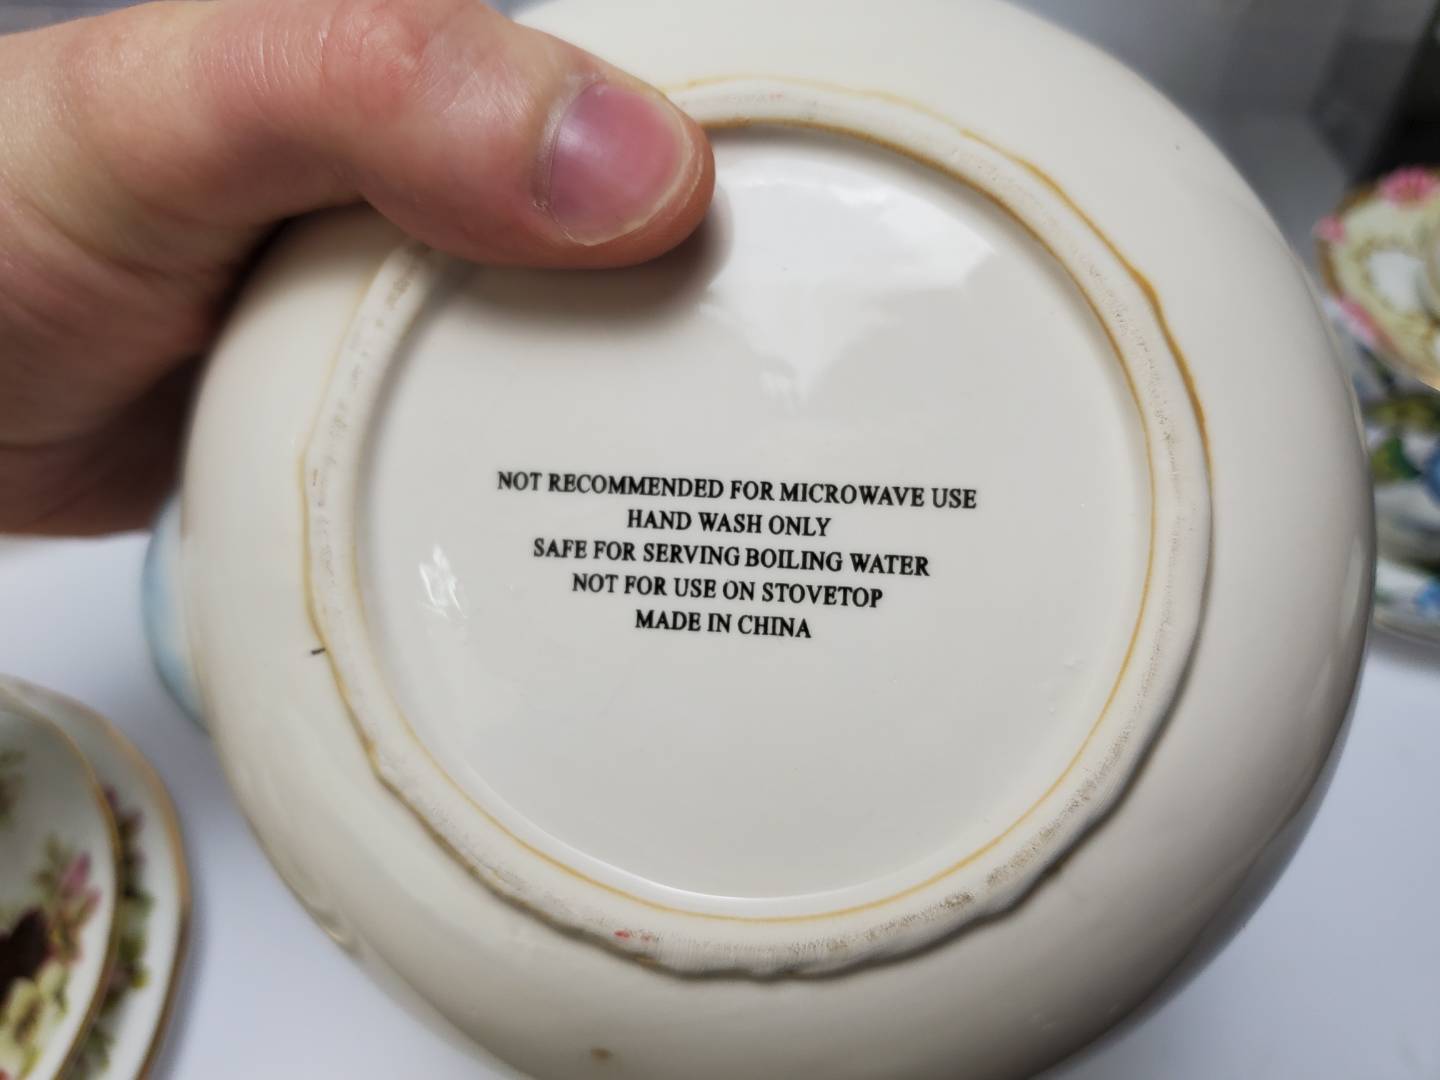 NOT RECOMMENDED FOR MICROWAVE USE
HAND WASH ONLY
SAFE FOR SERVING BOILING WATER
NOT FOR USE ON STOVETOP
MADE IN CHINA